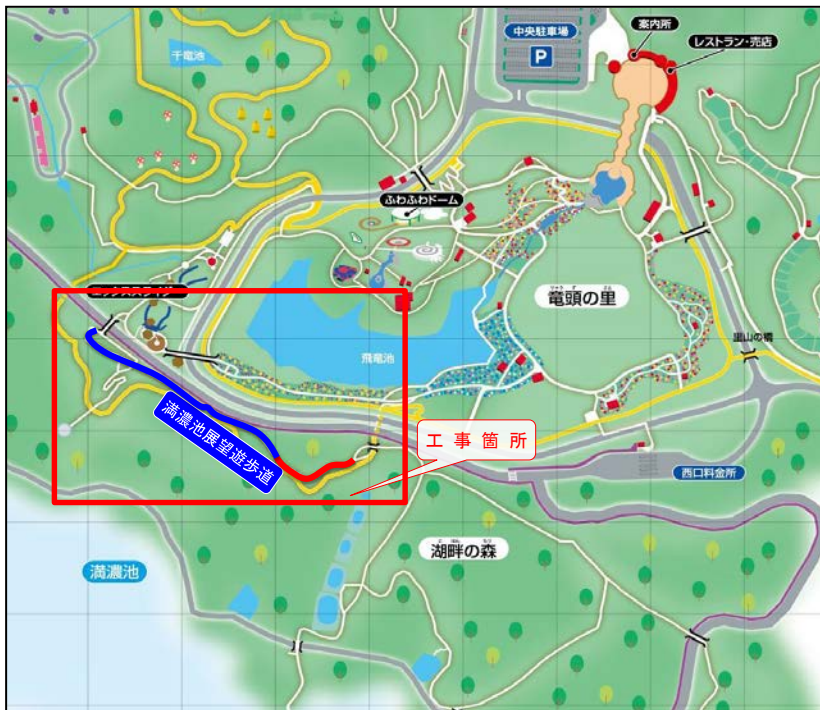 案内所
中央駐車場
P
レストラン・売店
千竜池
ふわふわドーム
竜頭の里
里山の橋
飛竜池
満濃池展望遊歩道
工事箇所
西口料金所
湖畔の森
満濃池